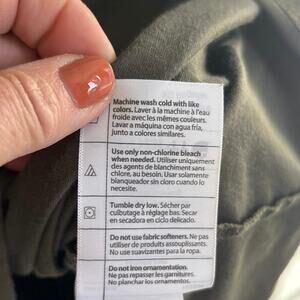 Machine wash cold with like
colors. Laver à la machine à l'eau
froide avec les mêmes couleurs.
Lavar a máquina con agua fría,
junto a colores similares.
Use only non-chlorine bleach
when needed. Utiliser uniquement
des agents de blanchiment sans
chlore, au besoin. Usar solamente
blanqueador sin cloro cuando lo
necesite.
Tumble dry low. Sécher par
culbutage à réglage bas. Secar
en secadora en ciclo delicado.
Do not use fabric softeners. Ne pas
utiliser de produits assouplissants.
No use suavizantes para la ropa.
Do not iron ornamentation.
Ne pas repasser les garnitures.
No planchar los ornamentos.